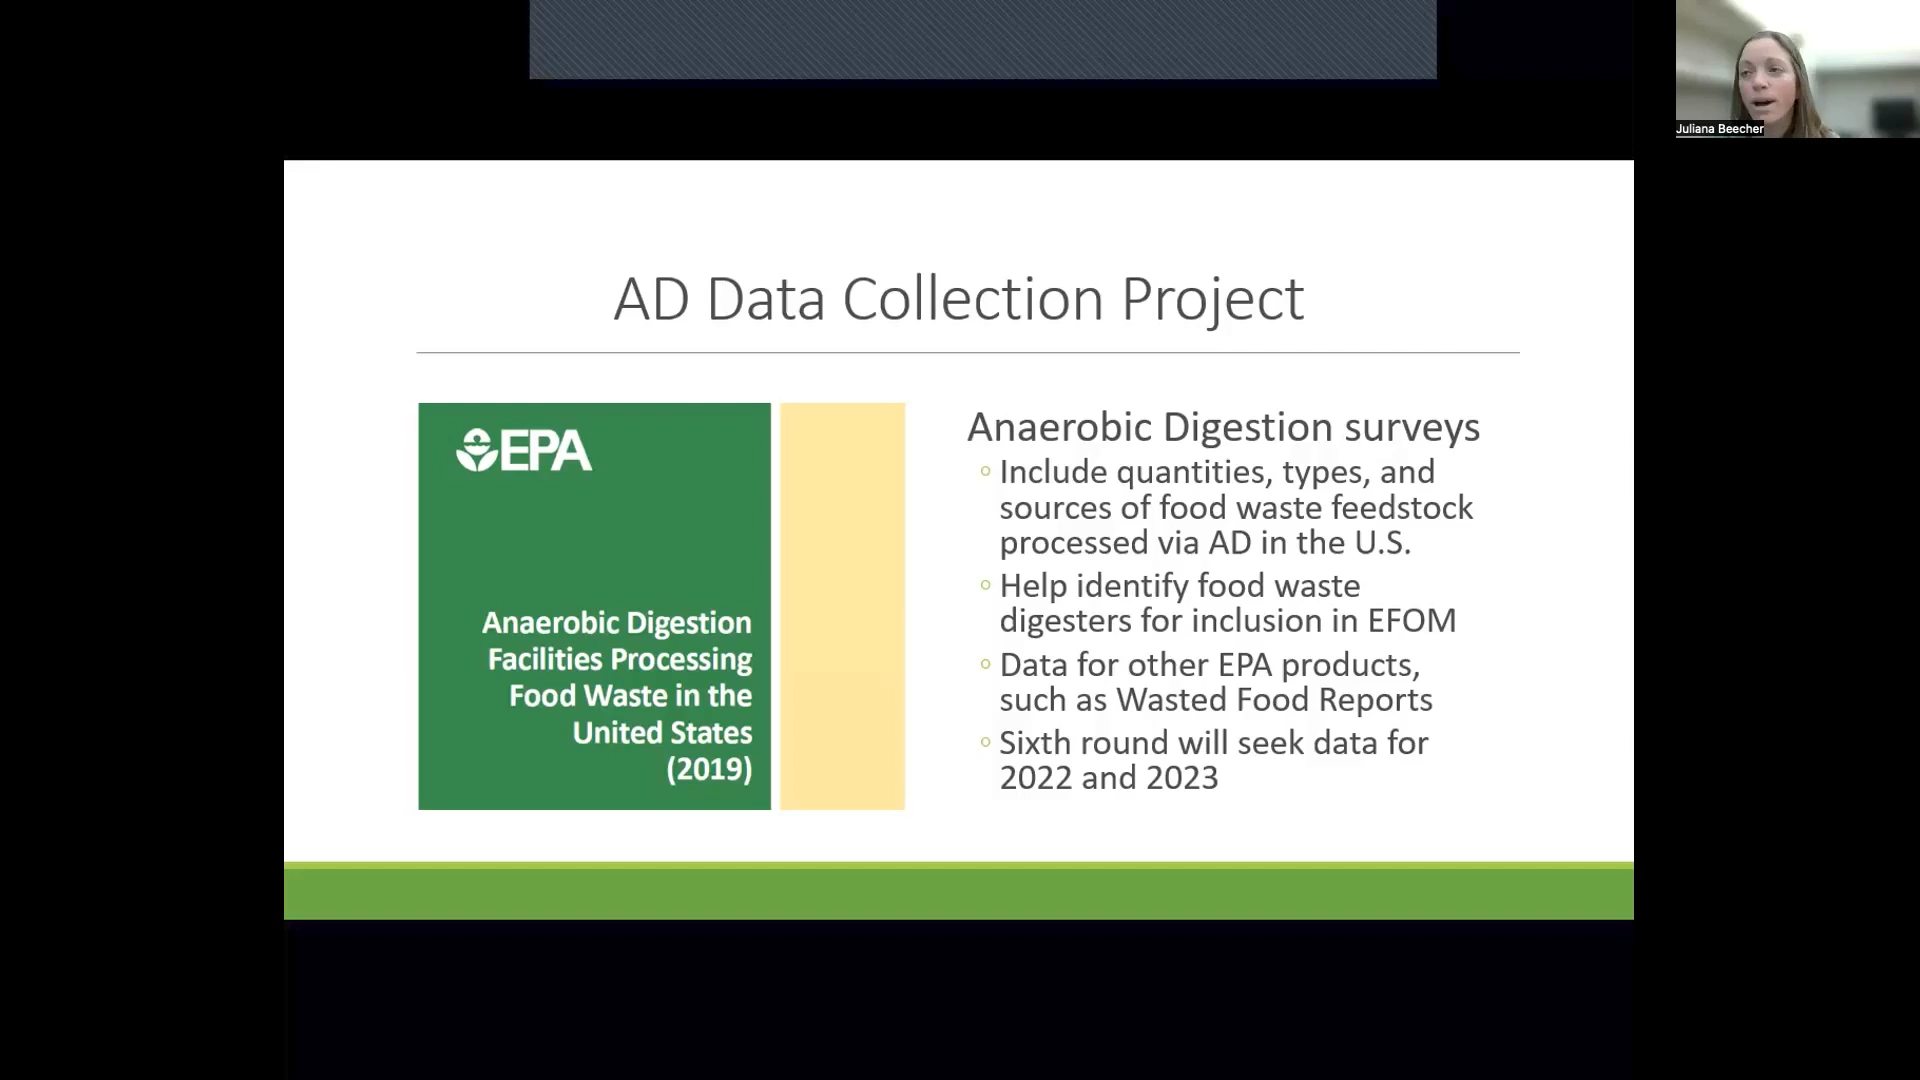 Juliana Beecher
AD Data Collection Project
EPA
Anaerobic Digestion
Facilities Processing
Food Waste in the
United States
(2019)
Anaerobic Digestion surveys
◦ Include quantities, types, and
sources of food waste feedstock
processed via AD in the U.S.
◦ Help identify food waste
digesters for inclusion in EFOM
◦ Data for other EPA products,
such as Wasted Food Reports
◦ Sixth round will seek data for
2022 and 2023